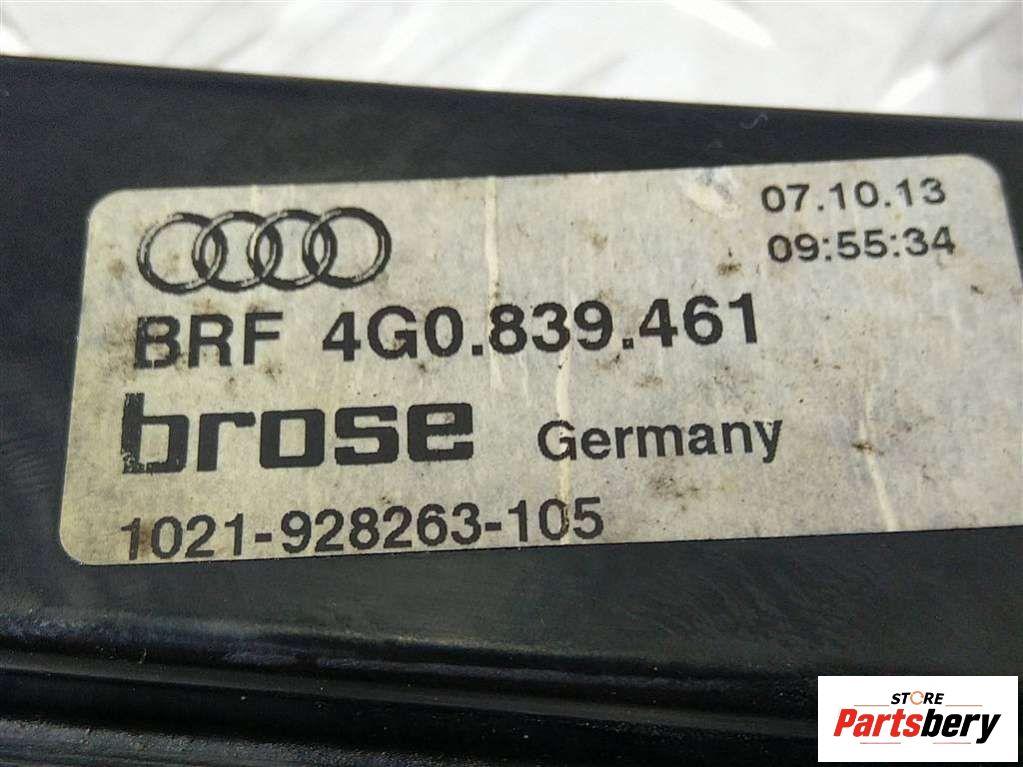 07.10.13
09:55:34
BRF 4G0.839.461
brose Germany
1021-928263-105
STORE
Partsbery